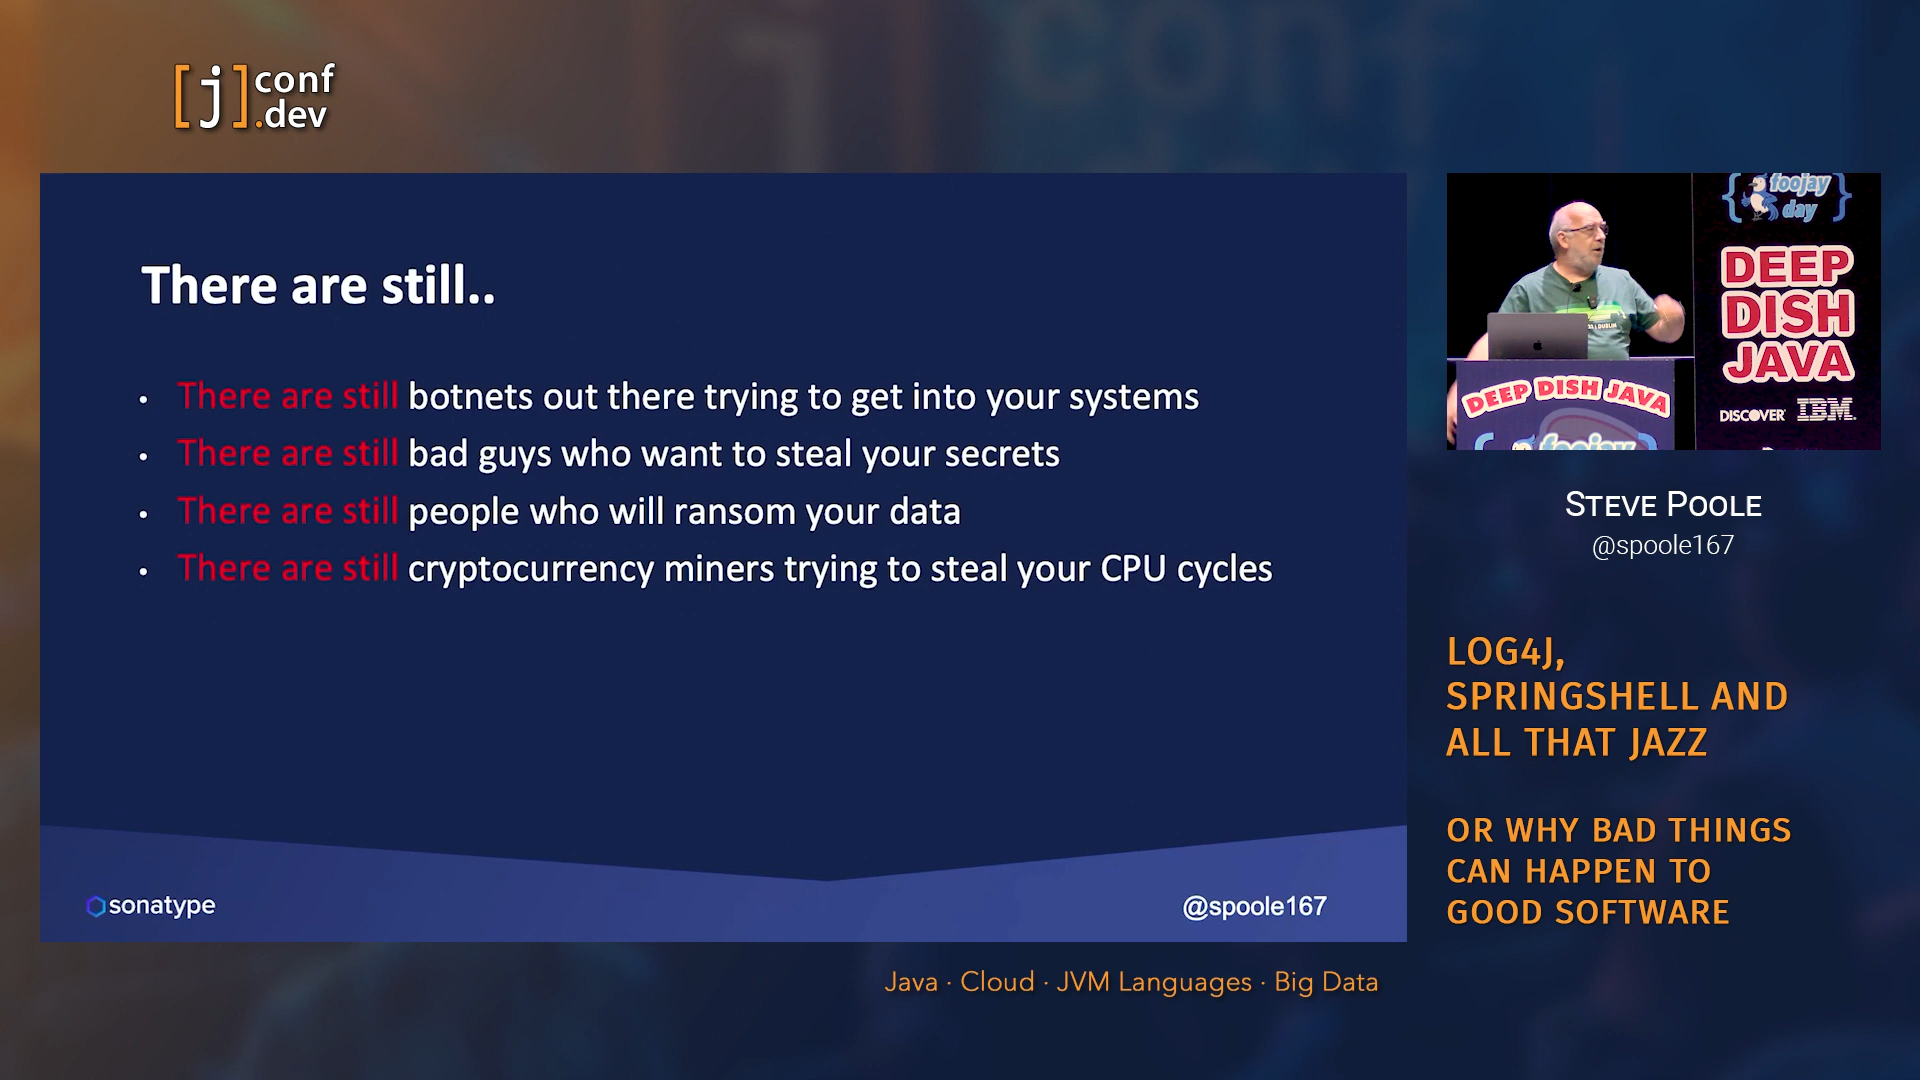 [j]conf
.dev
There are still..
• There are still botnets out there trying to get into your systems
• There are still bad guys who want to steal your secrets
• There are still people who will ransom your data
• There are still cryptocurrency miners trying to steal your CPU cycles
sonatype
@spoole167
{foojay
day}
DEEP
DISH
JAVA
DISCOVER IBM
DEEP DISH JAVA
foojay
STEVE POOLE
@spoole167
LOG4J,
SPRINGSHELL AND
ALL THAT JAZZ
OR WHY BAD THINGS
CAN HAPPEN TO
GOOD SOFTWARE
Java · Cloud · JVM Languages · Big Data